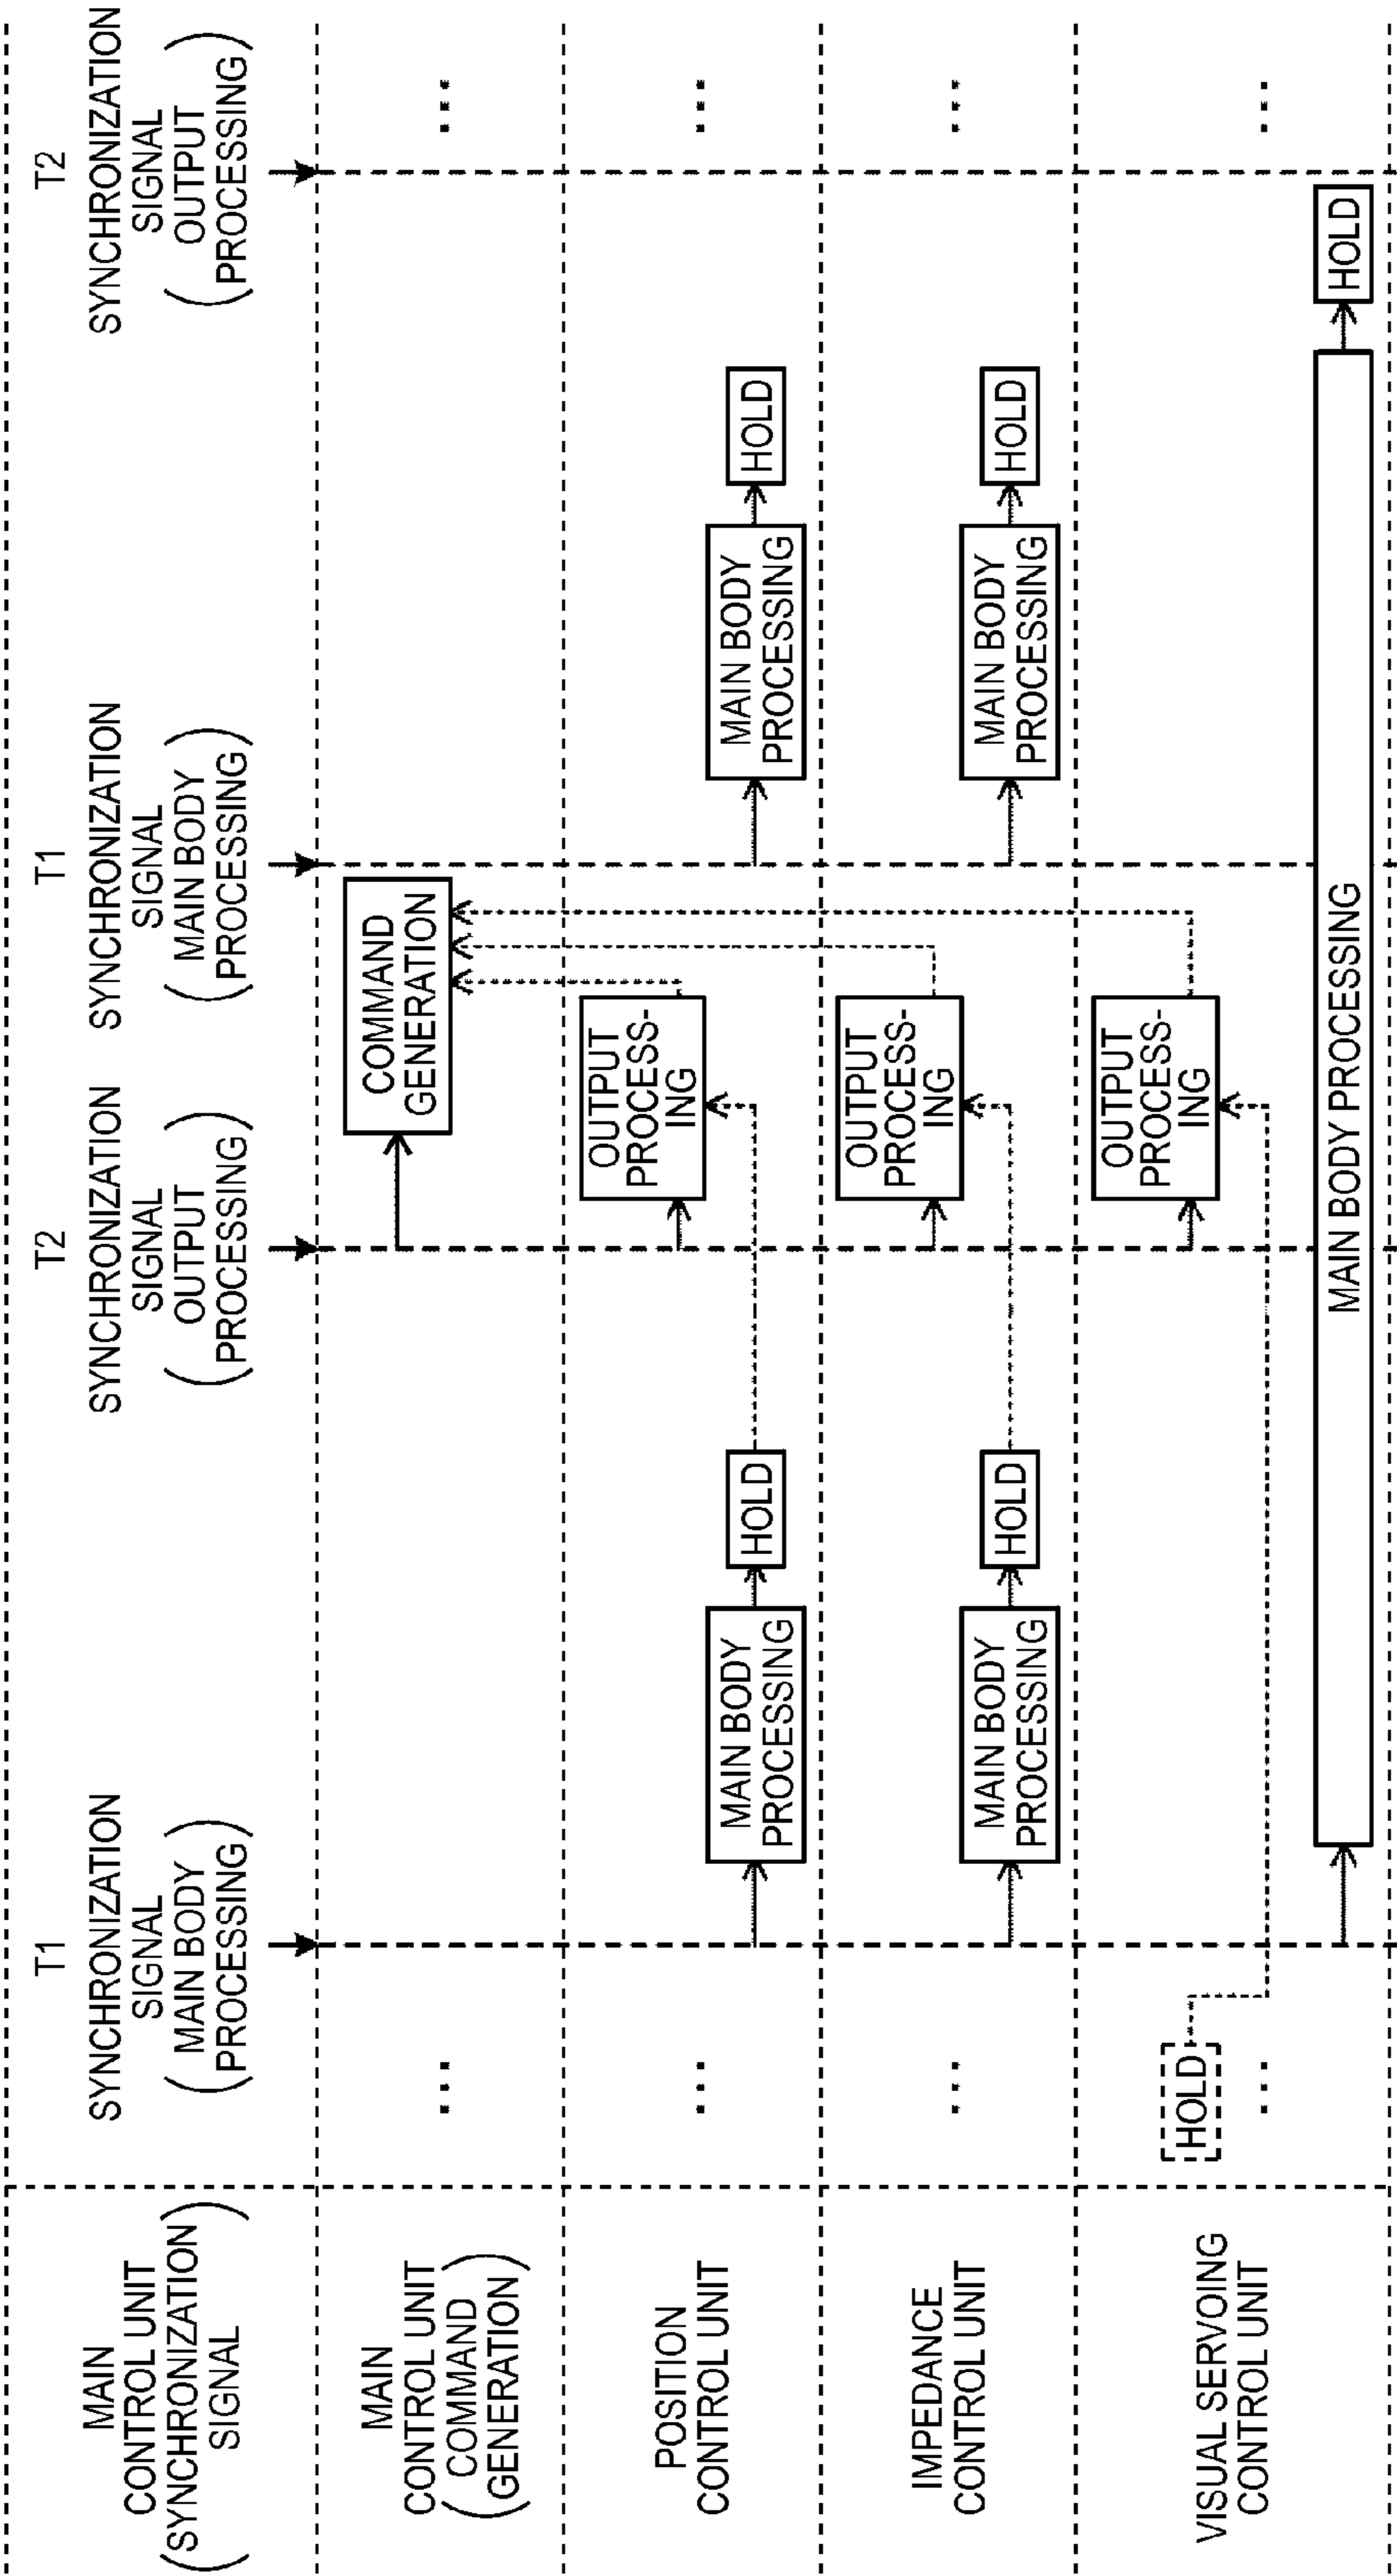 MAIN
CONTROL UNIT
(SYNCHRONIZATION
SIGNAL)
T1
SYNCHRONIZATION
SIGNAL
(MAIN BODY
PROCESSING)
T2
SYNCHRONIZATION
SIGNAL
(OUTPUT
PROCESSING)
T1
SYNCHRONIZATION
SIGNAL
(MAIN BODY
PROCESSING)
T2
SYNCHRONIZATION
SIGNAL
(OUTPUT
PROCESSING)
MAIN
CONTROL UNIT
(COMMAND
GENERATION)
...
COMMAND
GENERATION
...
POSITION
CONTROL UNIT
...
MAIN BODY
PROCESSING
HOLD
OUTPUT
PROCESS-
ING
MAIN BODY
PROCESSING
HOLD
...
IMPEDANCE
CONTROL UNIT
...
MAIN BODY
PROCESSING
HOLD
OUTPUT
PROCESS-
ING
MAIN BODY
PROCESSING
HOLD
...
VISUAL SERVOING
CONTROL UNIT
HOLD
...
OUTPUT
PROCESS-
ING
MAIN BODY PROCESSING
HOLD
...